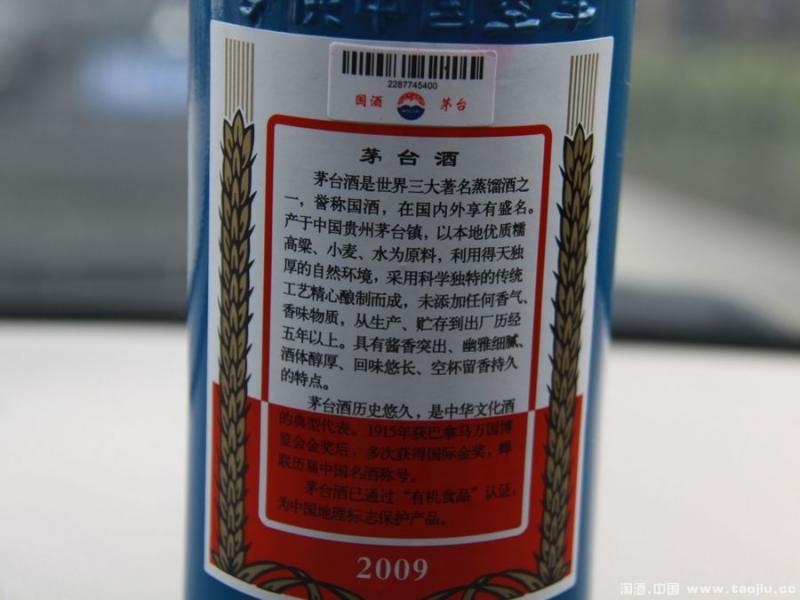 专供中国空军
2287745400
国酒 茅台
茅台酒
茅台酒是世界三大著名蒸馏酒之
一，誉称国酒，在国内外享有盛名。
产于中国贵州茅台镇，以本地优质糯
高粱、小麦、水为原料，利用得天独
厚的自然环境，采用科学独特的传统
工艺精心酿制而成，未添加任何香气、
香味物质，从生产、贮存到出厂历经
五年以上。具有酱香突出、幽雅细腻、
酒体醇厚、回味悠长、空杯留香持久
的特点。
茅台酒历史悠久，是中华文化酒
的典型代表。1915年获巴拿马万国博
览会金奖后，多次获得国际金奖，蝉
联历届中国名酒称号。
茅台酒已通过“有机食品”认证，
为中国地理标志保护产品。
2009
淘酒.中国 www.taojiu.cc